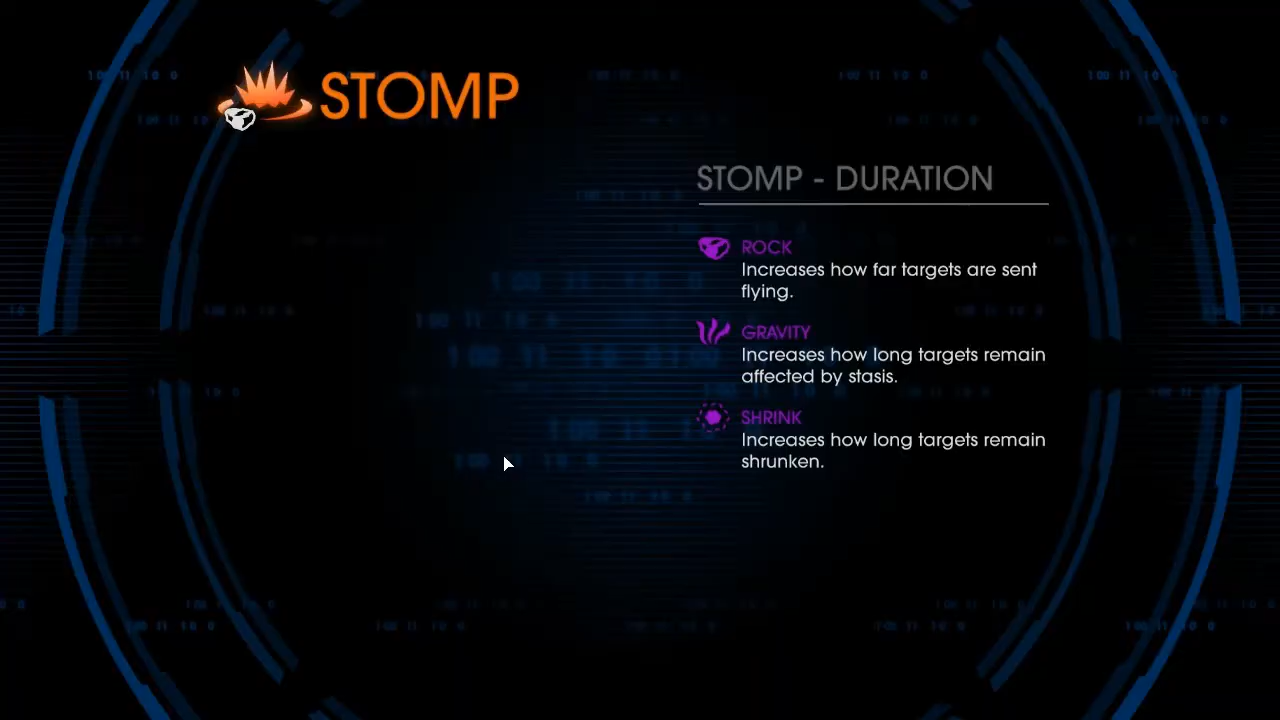 STOMP
STOMP - DURATION
ROCK
Increases how far targets are sent
flying.
GRAVITY
Increases how long targets remain
affected by stasis.
SHRINK
Increases how long targets remain
shrunken.